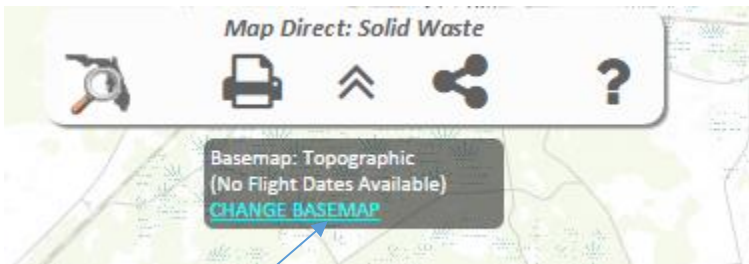 Map Direct: Solid Waste
?
Basemap: Topographic
(No Flight Dates Available)
CHANGE BASEMAP